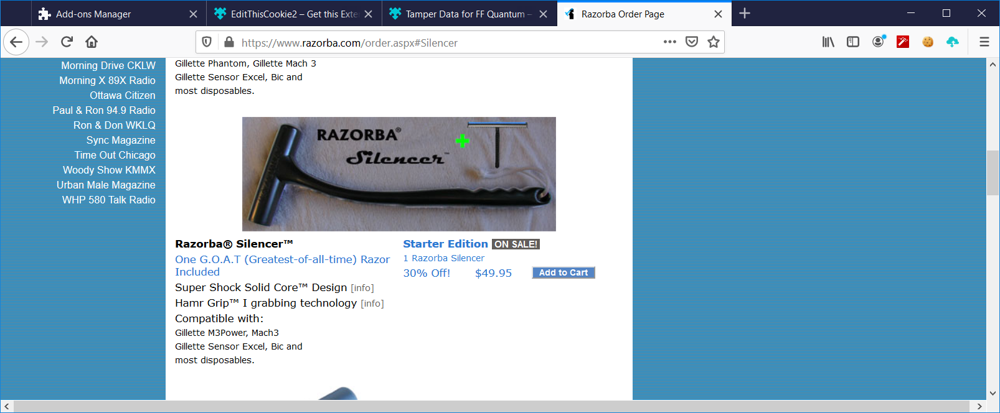 Add-ons Manager
EditThisCookie2 – Get this Exte
Tamper Data for FF Quantum –
Razorba Order Page
https://www.razorba.com/order.aspx#Silencer
Morning Drive CKLW
Morning X 89X Radio
Ottawa Citizen
Paul & Ron 94.9 Radio
Ron & Don WKLQ
Sync Magazine
Time Out Chicago
Woody Show KMMX
Urban Male Magazine
WHP 580 Talk Radio
Gillette Phantom, Gillette Mach 3
Gillette Sensor Excel, Bic and
most disposables.
RAZORBA®
Silencer™
Razorba® Silencer™
One G.O.A.T (Greatest-of-all-time) Razor
Included
Super Shock Solid Core™ Design [info]
Hamr Grip™ I grabbing technology [info]
Compatible with:
Gillette M3Power, Mach3
Gillette Sensor Excel, Bic and
most disposables.
Starter Edition ON SALE!
1 Razorba Silencer
30% Off! $49.95 Add to Cart